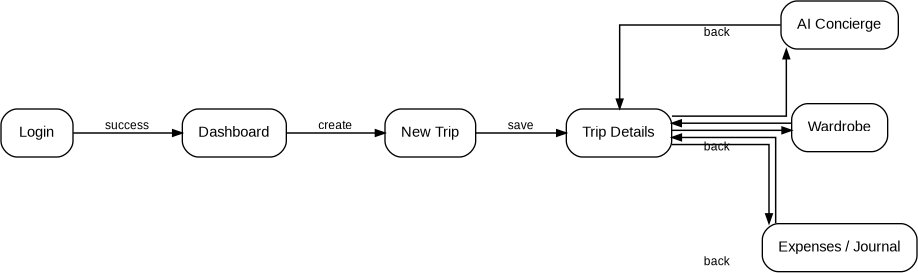 AI Concierge
back
Login
success
Dashboard
create
New Trip
save
Trip Details
Wardrobe
back
Expenses / Journal
back